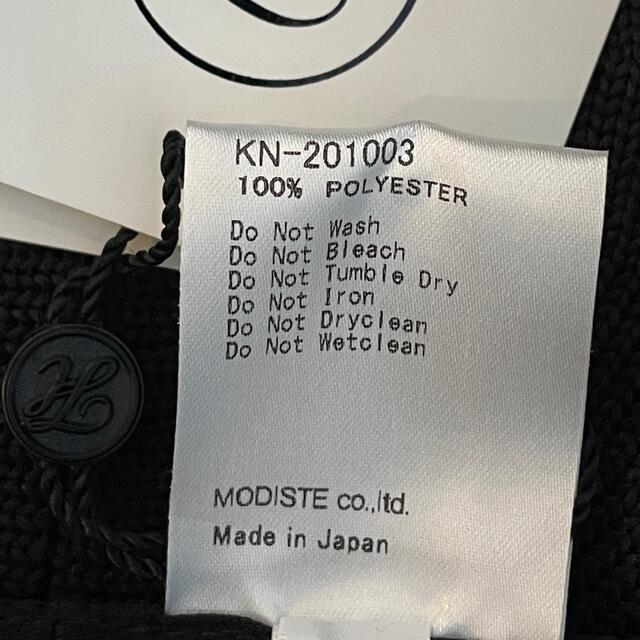 KN-201003
100% POLYESTER
Do Not Wash
Do Not Bleach
Do Not Tumble Dry
Do Not Iron
Do Not Dryclean
Do Not Wetclean
MODISTE co.,ltd.
Made in Japan